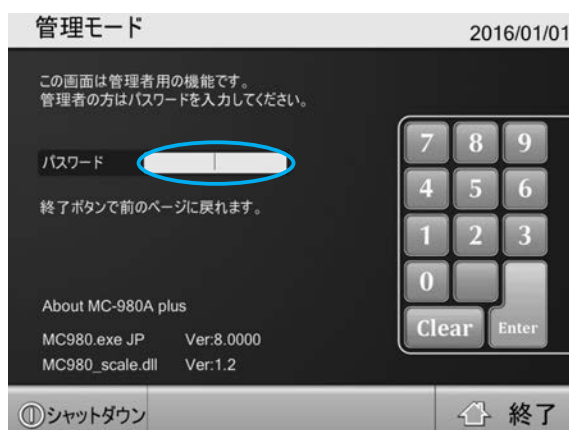 管理モード
2016/01/01
この画面は管理者用の機能です。
管理者の方はパスワードを入力してください。
パスワード
終了ボタンで前のページに戻れます。
7 8 9
4 5 6
1 2 3
0
Clear Enter
About MC-980A plus
MC980.exe JP Ver:8.0000
MC980_scale.dll Ver:1.2
シャットダウン
終了